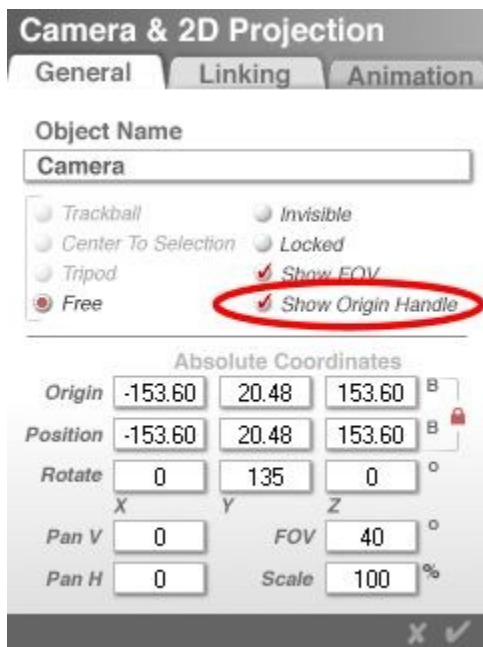 Camera & 2D Projection
General Linking Animation
Object Name
Camera
Trackball Invisible
Center To Selection Locked
Tripod Show FOV
Free Show Origin Handle
Absolute Coordinates
Origin -153.60 20.48 153.60 B
Position -153.60 20.48 153.60 B
Rotate 0 135 0 °
X Y Z
Pan V 0 FOV 40 °
Pan H 0 Scale 100 %